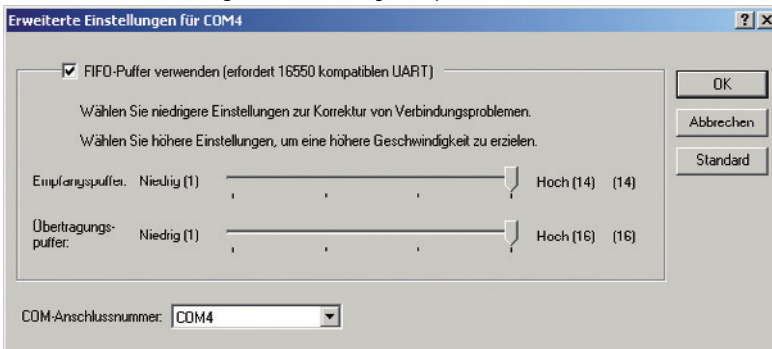 Erweiterte Einstellungen für COM4
FIFO-Puffer verwenden (erfordert 16550 kompatiblen UART)
OK
Wählen Sie niedrigere Einstellungen zur Korrektur von Verbindungsproblemen.
Abbrechen
Wählen Sie höhere Einstellungen, um eine höhere Geschwindigkeit zu erzielen.
Standard
Empfangspuffer: Niedrig (1) Hoch (14) (14)
Übertragungs-
puffer: Niedrig (1) Hoch (16) (16)
COM-Anschlussnummer: COM4